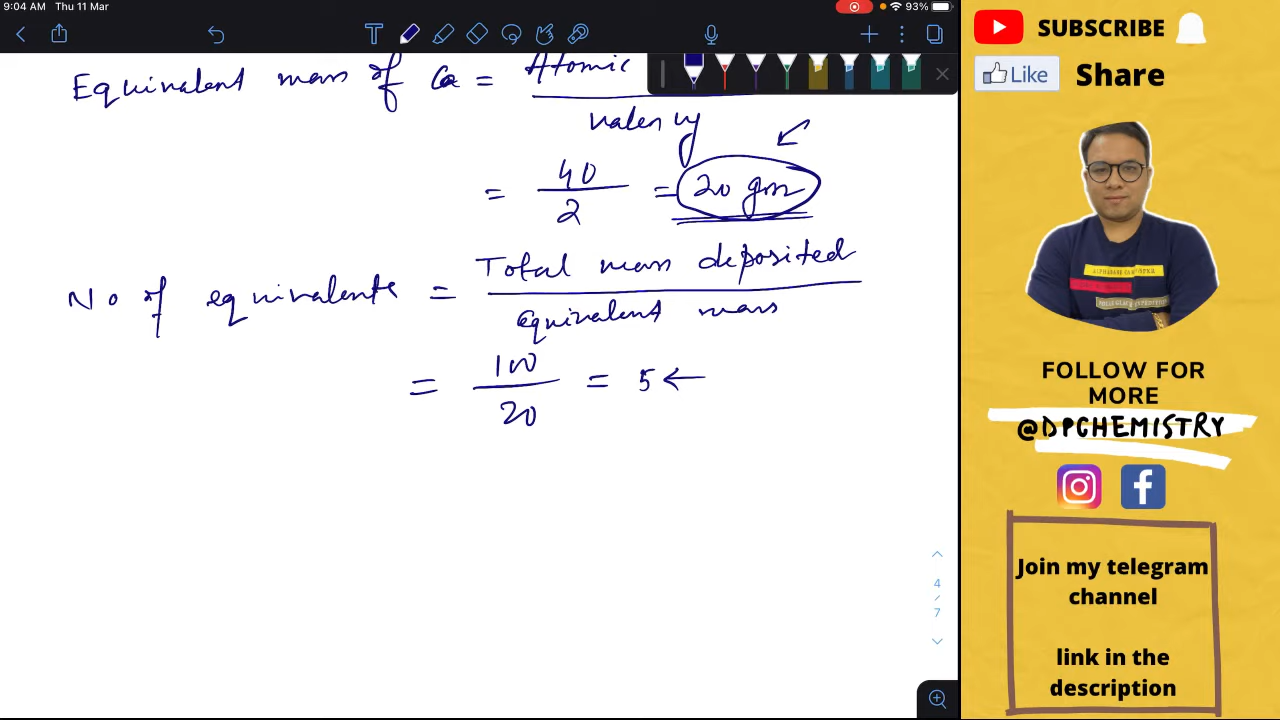 9:04 AM Thu 11 Mar
93%
Equivalent mass of Ca = Atomic
valency
= 40 / 2 = 20 gm
No of equivalents = Total mass deposited / equivalent mass
= 100 / 20 = 5 ←
4
/
7
SUBSCRIBE
Like Share
FOLLOW FOR
MORE
@DPCHEMISTRY
Join my telegram
channel
link in the
description